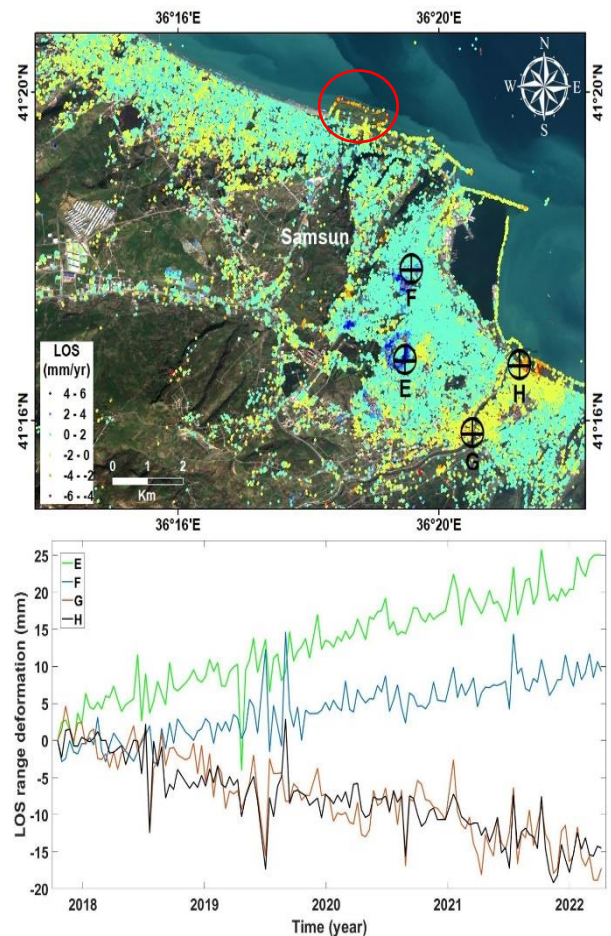 36°16'E 36°20'E
41°20'N 41°20'N
N
W E
S
Samsun
F
E
H
G
LOS
(mm/yr)
4 - 6
2 - 4
0 - 2
-2 - 0
-4 - -2
-6 - -4
0 1 2
Km
41°16'N 41°16'N
36°16'E 36°20'E
LOS range deformation (mm)
25
20
15
10
5
0
-5
-10
-15
-20
E
F
G
H
2018 2019 2020 2021 2022
Time (year)